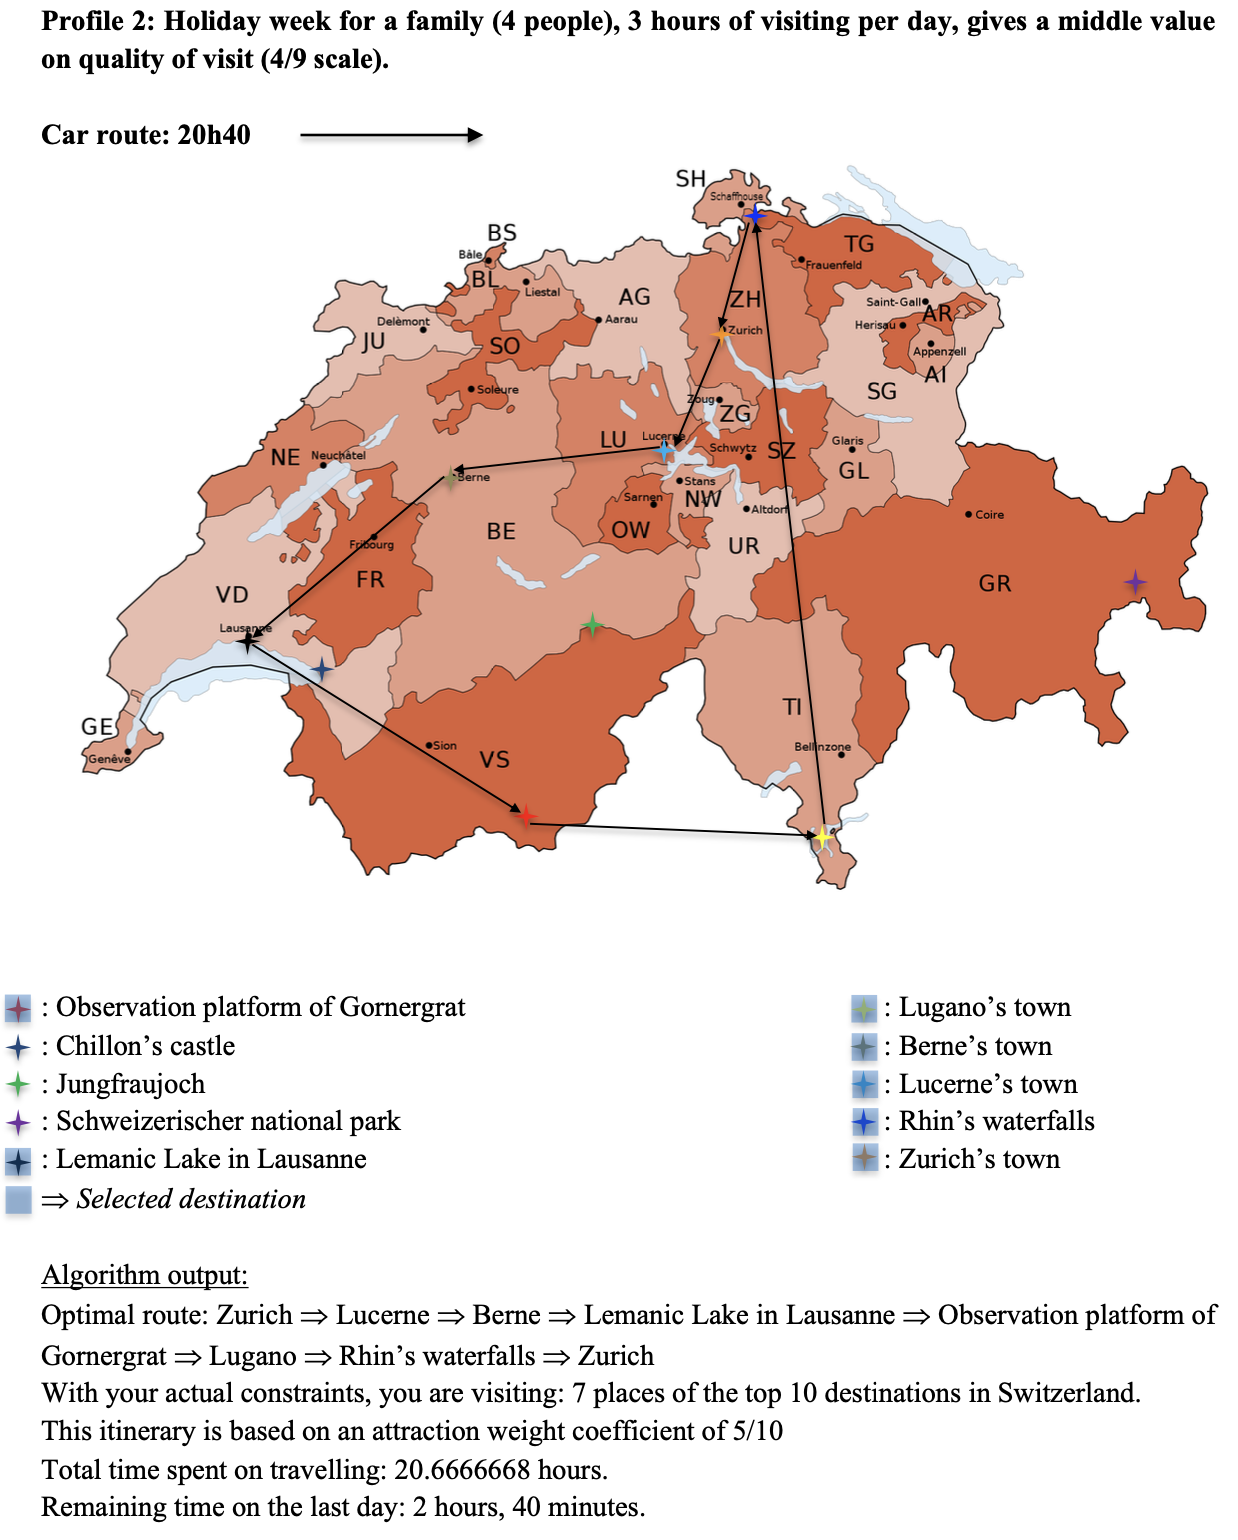 Profile 2: Holiday week for a family (4 people), 3 hours of visiting per day, gives a middle value
on quality of visit (4/9 scale).
Car route: 20h40
SH
Schaffhouse
BS
Bâle
BL
Liestal
TG
Frauenfeld
AG
Aarau
ZH
Zurich
Saint-Gall
AR
Herisau
Appenzell
AI
Delèmont
JU
SO
Soleure
SG
Zoug
ZG
LU
Lucerne
Schwytz
SZ
Glaris
GL
NE
Neuchâtel
Berne
Stans
NW
Sarnen
OW
Altdorf
UR
Coire
BE
Fribourg
FR
GR
VD
Lausanne
TI
Bellinzone
GE
Genêve
Sion
VS
: Observation platform of Gornergrat
: Chillon’s castle
: Jungfraujoch
: Schweizerischer national park
: Lemanic Lake in Lausanne
⇒ Selected destination
: Lugano’s town
: Berne’s town
: Lucerne’s town
: Rhin’s waterfalls
: Zurich’s town
Algorithm output:
Optimal route: Zurich ⇒ Lucerne ⇒ Berne ⇒ Lemanic Lake in Lausanne ⇒ Observation platform of
Gornergrat ⇒ Lugano ⇒ Rhin’s waterfalls ⇒ Zurich
With your actual constraints, you are visiting: 7 places of the top 10 destinations in Switzerland.
This itinerary is based on an attraction weight coefficient of 5/10
Total time spent on travelling: 20.6666668 hours.
Remaining time on the last day: 2 hours, 40 minutes.